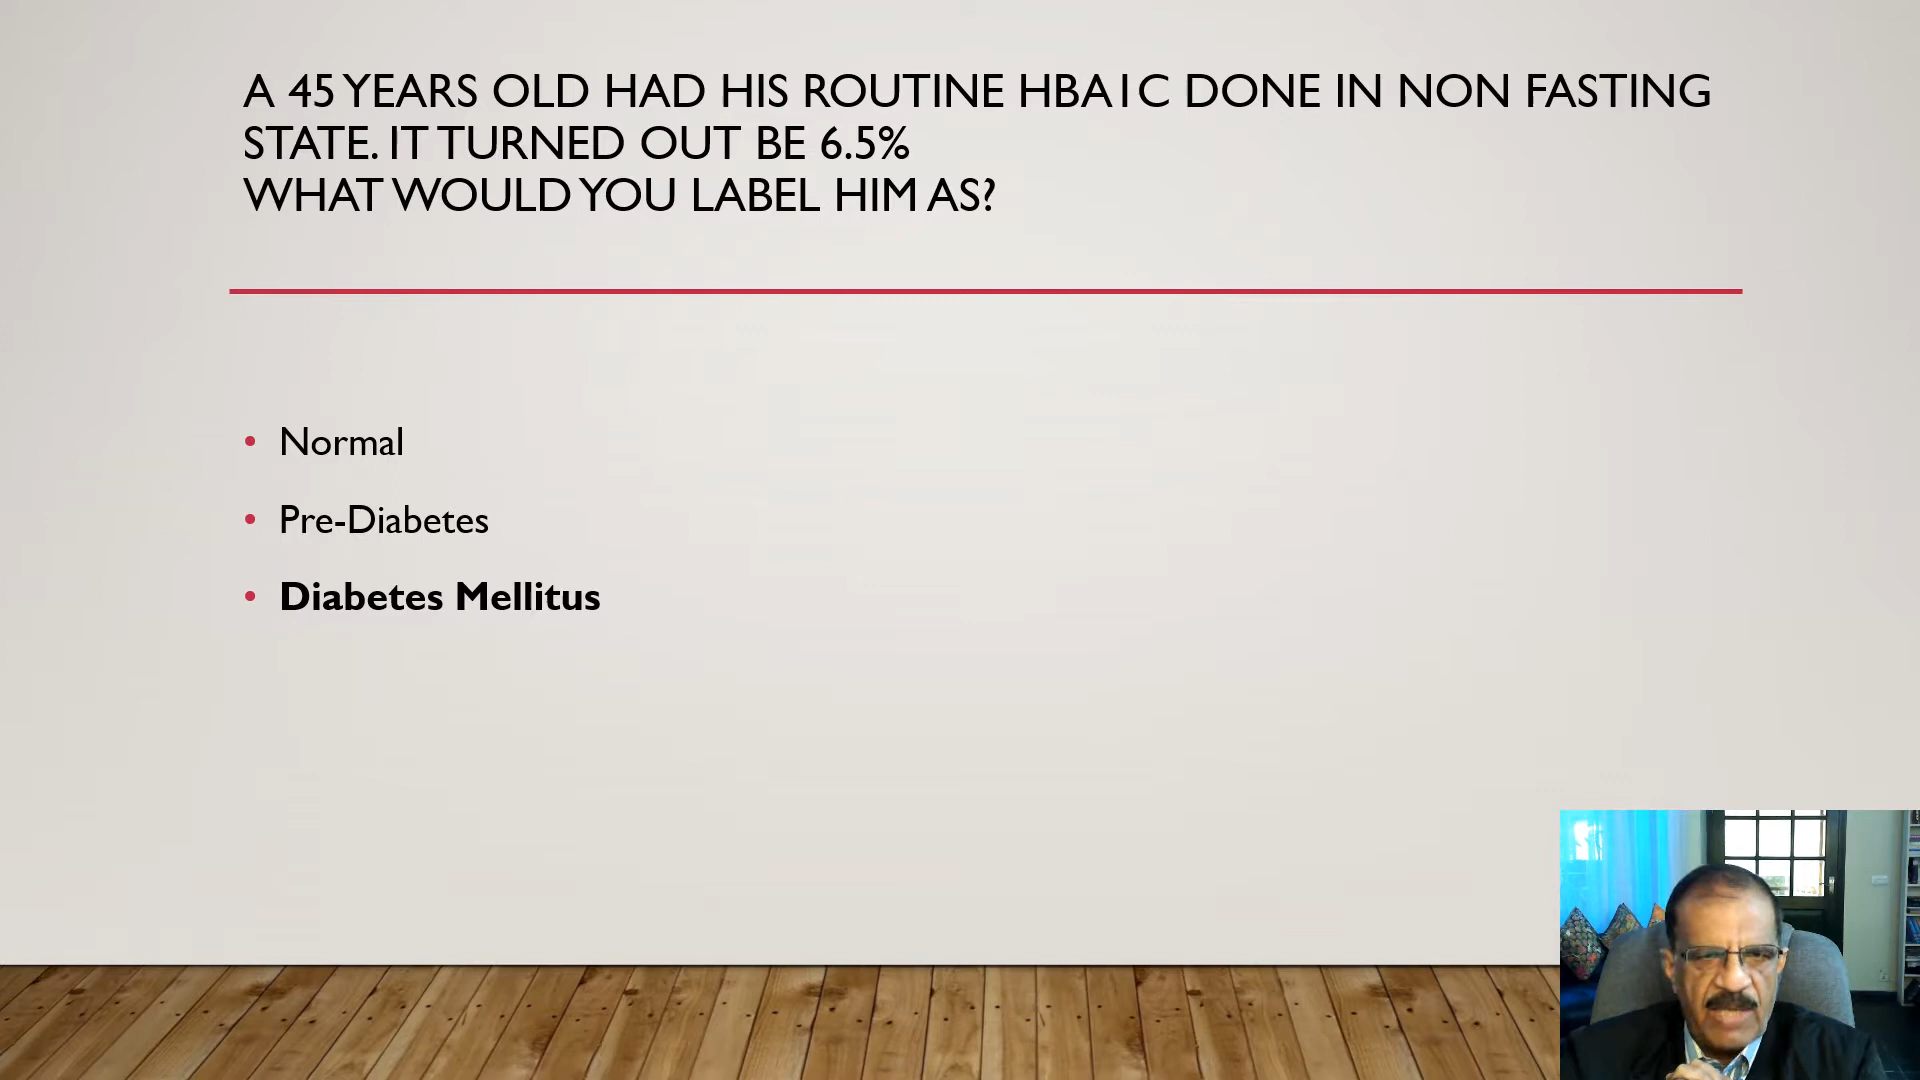 A 45 YEARS OLD HAD HIS ROUTINE HBA1C DONE IN NON FASTING
STATE. IT TURNED OUT BE 6.5%
WHAT WOULD YOU LABEL HIM AS?
• Normal
• Pre-Diabetes
• Diabetes Mellitus